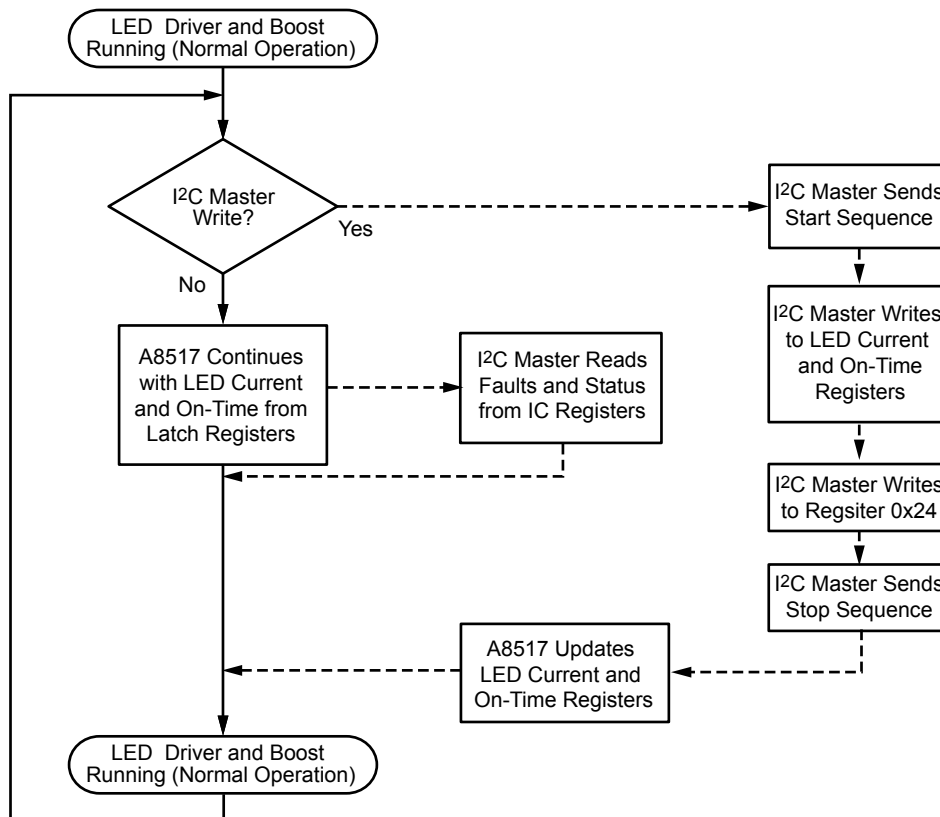 LED Driver and Boost
Running (Normal Operation)
I2C Master
Write?
Yes
No
I2C Master Sends
Start Sequence
I2C Master Writes
to LED Current
and On-Time
Registers
A8517 Continues
with LED Current
and On-Time from
Latch Registers
I2C Master Reads
Faults and Status
from IC Registers
I2C Master Writes
to Regsiter 0x24
I2C Master Sends
Stop Sequence
A8517 Updates
LED Current and
On-Time Registers
LED Driver and Boost
Running (Normal Operation)